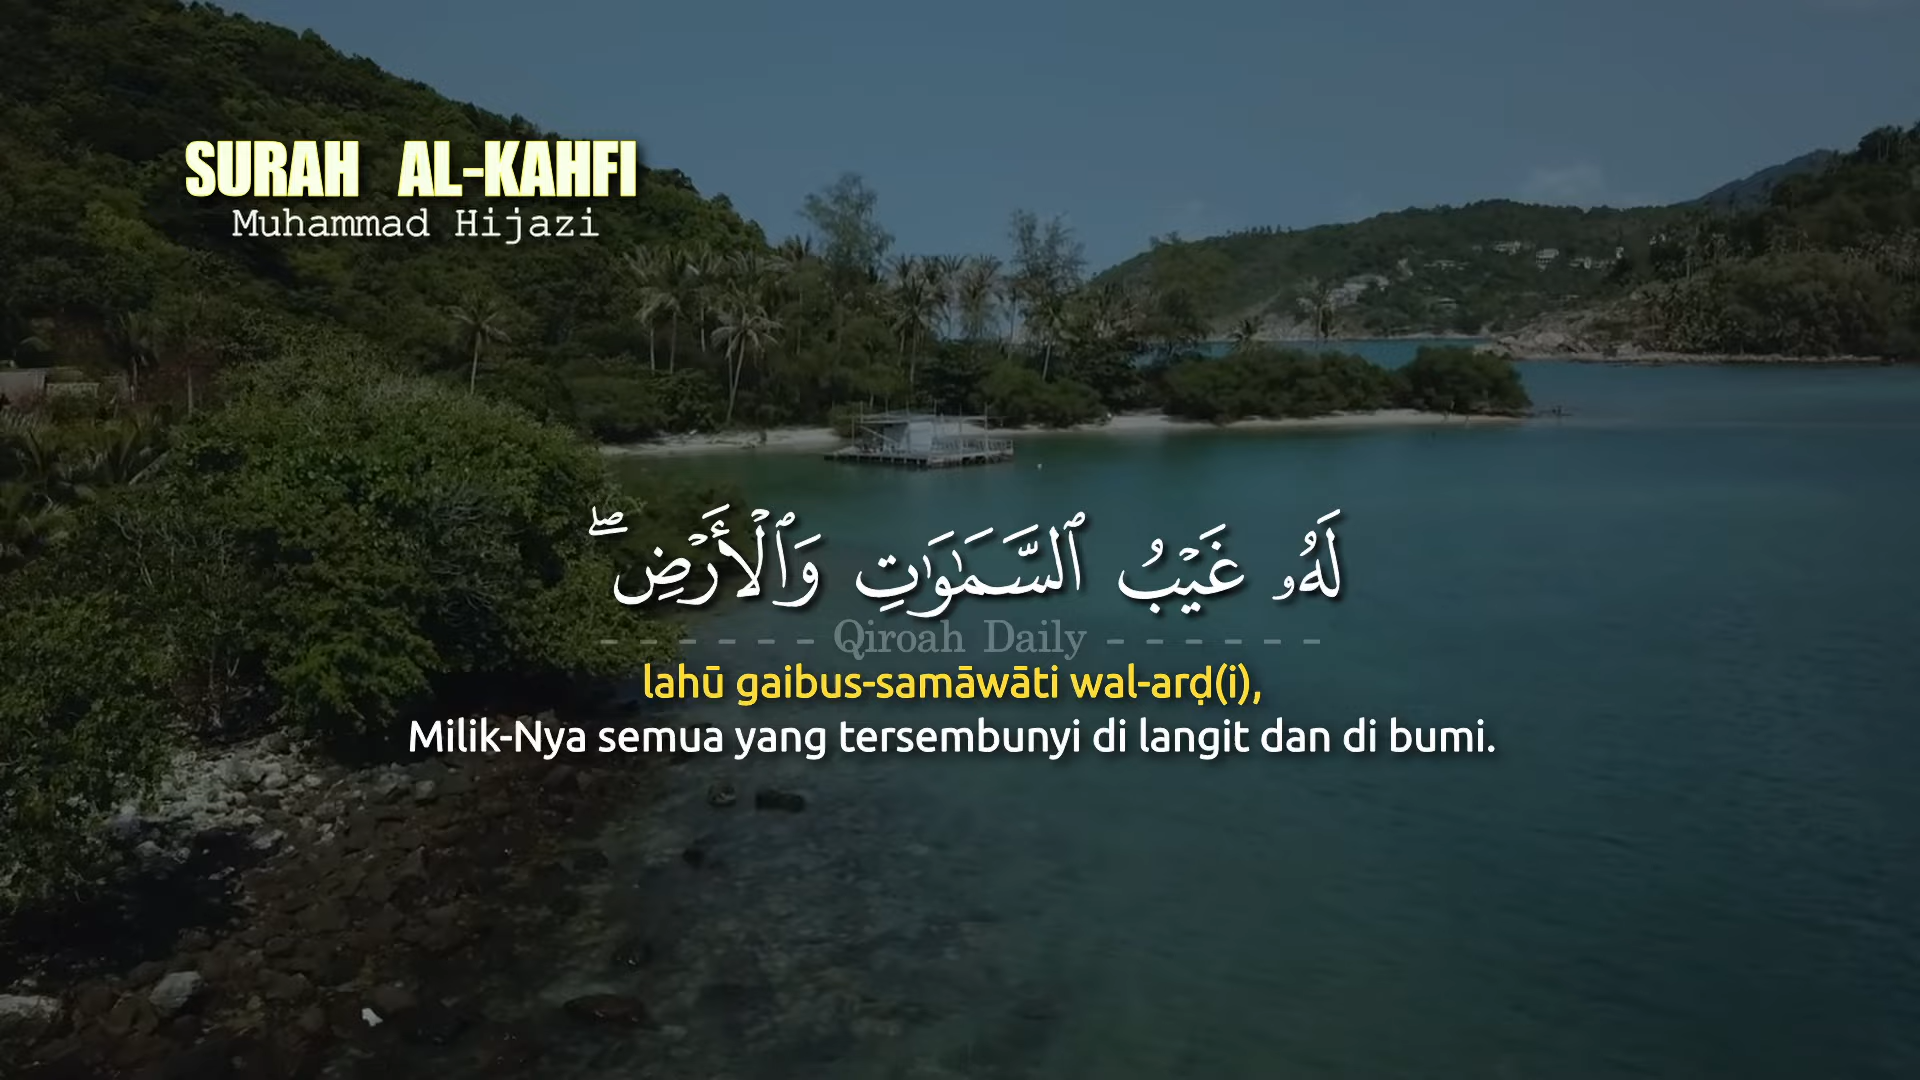 SURAH AL-KAHFI
Muhammad Hijazi
لَهُۥ غَيْبُ ٱلسَّمَـٰوَٰتِ وَٱلْأَرْضِ ۖ
- - - - - - Qiroah Daily - - - - - -
lahū gaibus-samāwāti wal-arḍ(i),
Milik-Nya semua yang tersembunyi di langit dan di bumi.